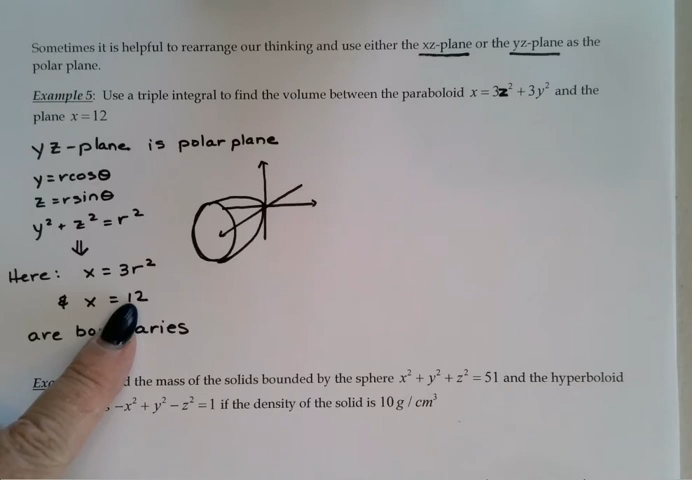 Sometimes it is helpful to rearrange our thinking and use either the xz-plane or the yz-plane as the
polar plane.
Example 5: Use a triple integral to find the volume between the paraboloid x = 3z² + 3y² and the
plane x = 12
yz-plane is polar plane
y = rcosθ
z = rsinθ
y² + z² = r²
⇓
Here: x = 3r²
& x = 12
are aries
the mass of the solids bounded by the sphere x² + y² + z² = 51 and the hyperboloid
-x² + y² - z² = 1 if the density of the solid is 10 g / cm³